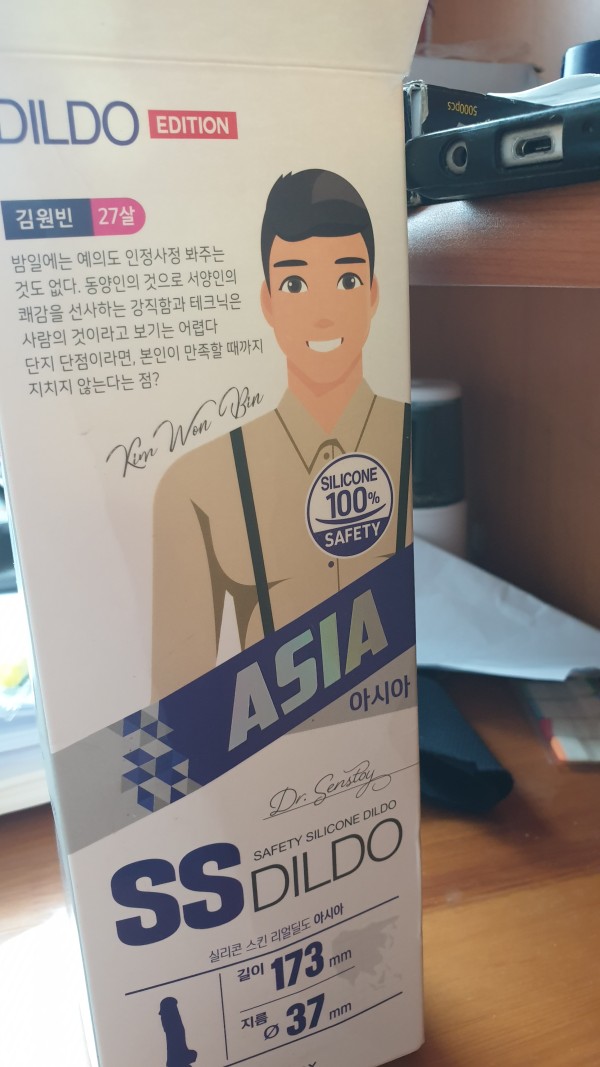 DILDO EDITION
5000pcs
김원빈 27살
밤일에는 예의도 인정사정 봐주는
것도 없다. 동양인의 것으로 서양인의
쾌감을 선사하는 강직함과 테크닉은
사람의 것이라고 보기는 어렵다
단지 단점이라면, 본인이 만족할 때까지
지치지 않는다는 점?
Kim Won Bin
SILICONE
100%
SAFETY
ASIA
아시아
Dr. Senstoy
SAFETY SILICONE DILDO
SS DILDO
실리콘 스킨 리얼딜도 아시아
길이 173 mm
지름 Ø 37 mm